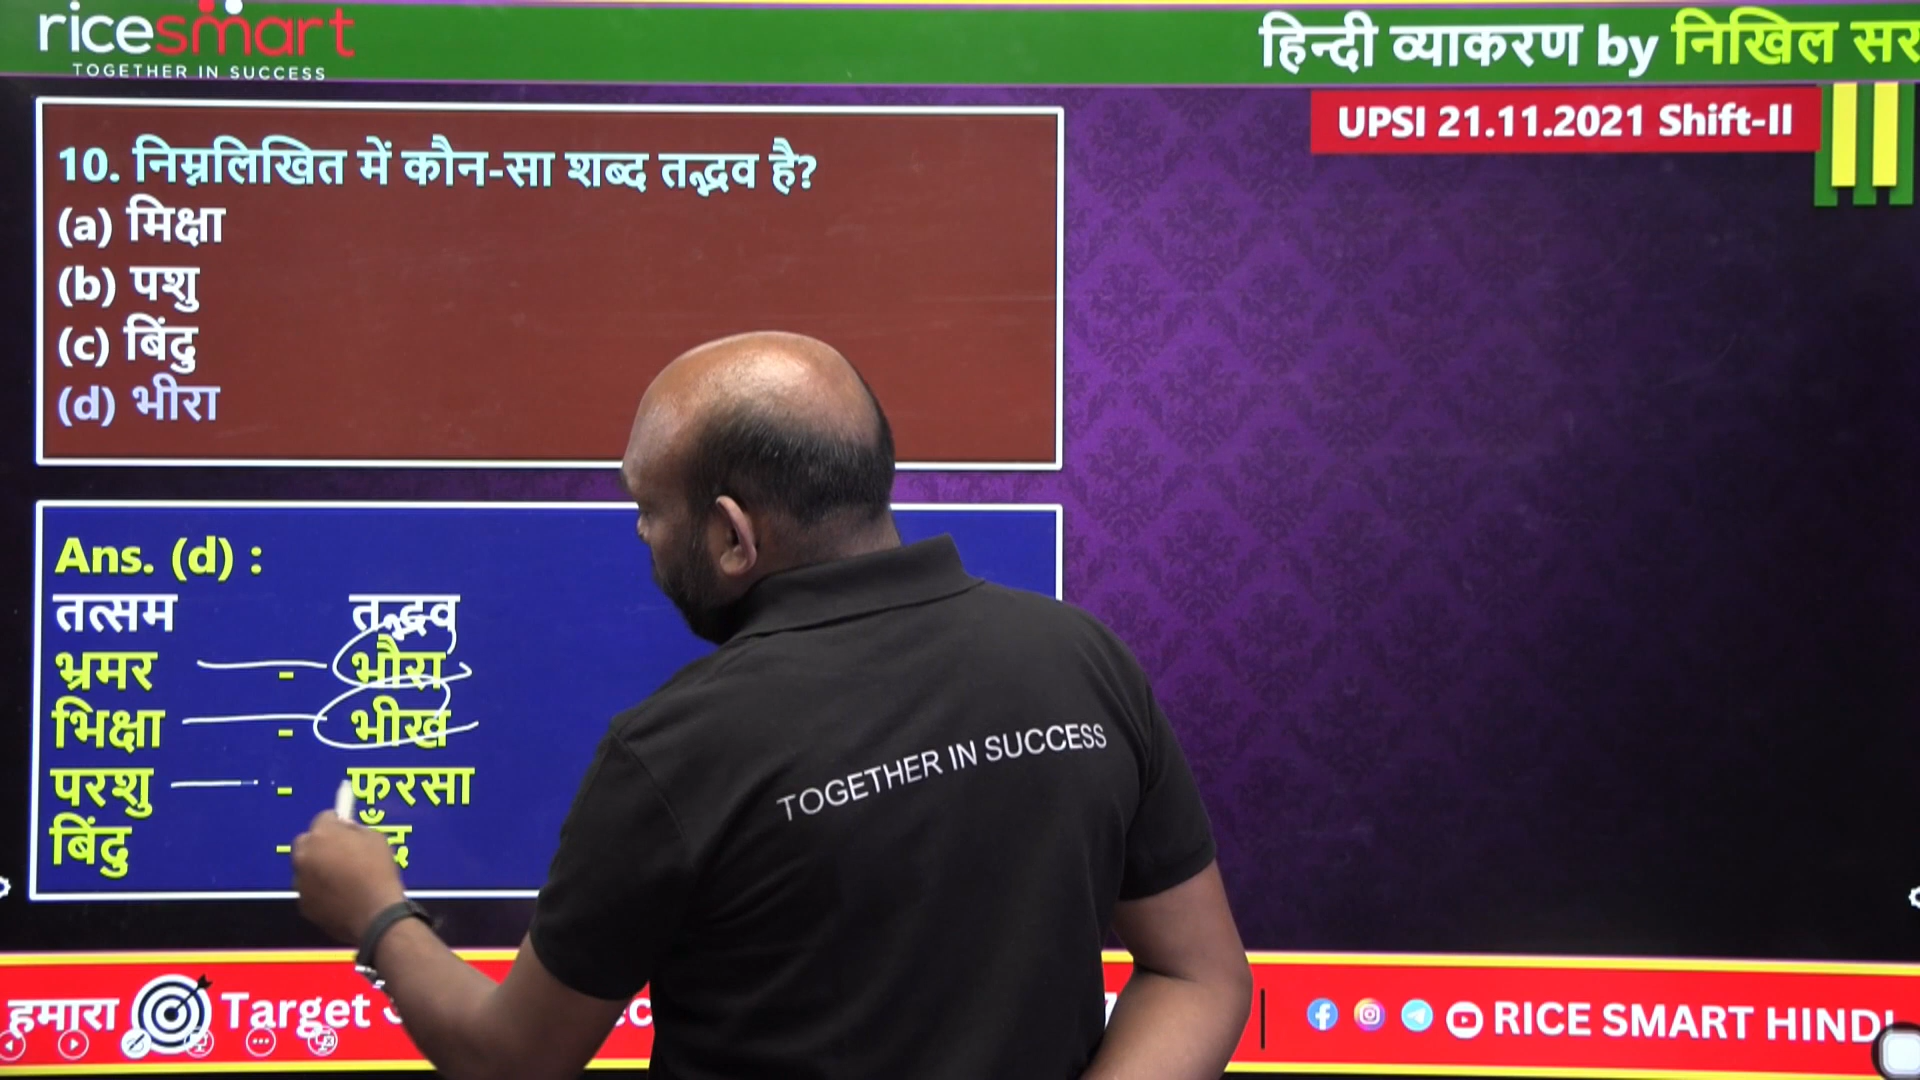 ricesmart
TOGETHER IN SUCCESS
हिन्दी व्याकरण by निखिल सर
UPSI 21.11.2021 Shift-II
10. निम्नलिखित में कौन-सा शब्द तद्भव है?
(a) मिक्षा
(b) पशु
(c) बिंदु
(d) भीरा
Ans. (d) :
तत्सम तद्भव
भ्रमर - भौरा
भिक्षा - भीख
परशु - फरसा
बिंदु -
TOGETHER IN SUCCESS
हमारा Target
RICE SMART HINDI